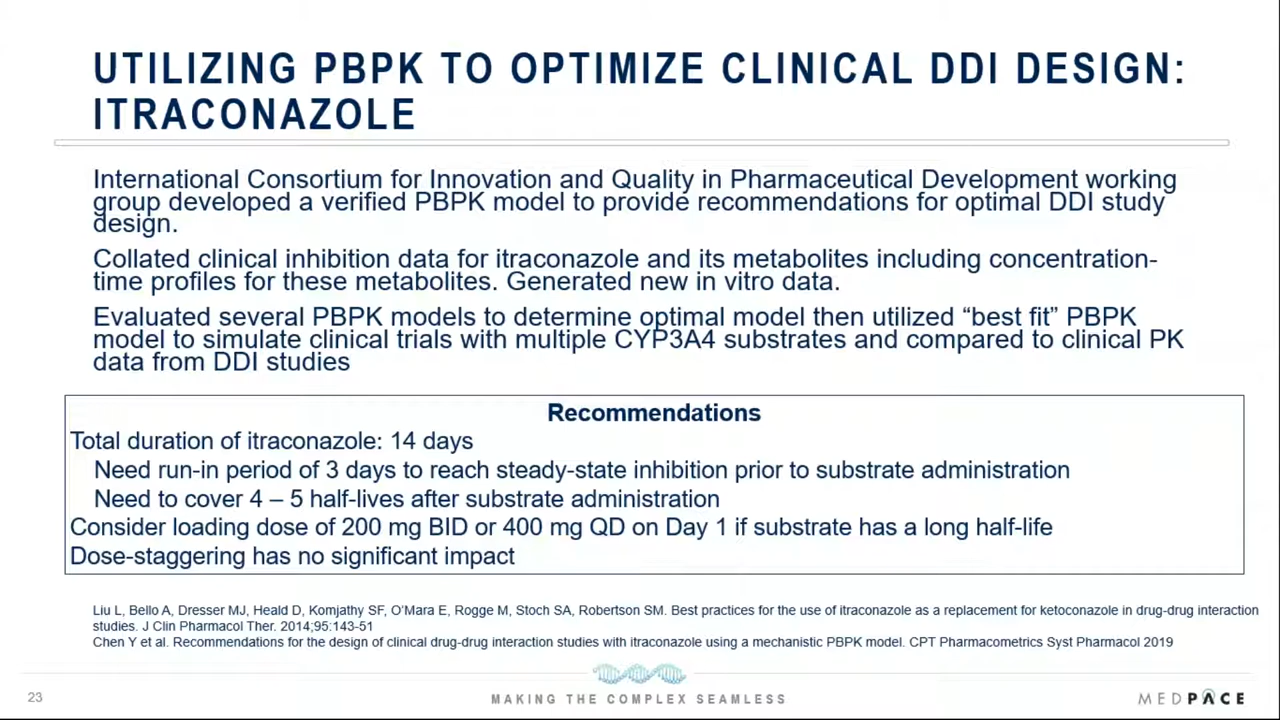 UTILIZING PBPK TO OPTIMIZE CLINICAL DDI DESIGN:
ITRACONAZOLE
International Consortium for Innovation and Quality in Pharmaceutical Development working
group developed a verified PBPK model to provide recommendations for optimal DDI study
design.
Collated clinical inhibition data for itraconazole and its metabolites including concentration-
time profiles for these metabolites. Generated new in vitro data.
Evaluated several PBPK models to determine optimal model then utilized “best fit” PBPK
model to simulate clinical trials with multiple CYP3A4 substrates and compared to clinical PK
data from DDI studies
Recommendations
Total duration of itraconazole: 14 days
Need run-in period of 3 days to reach steady-state inhibition prior to substrate administration
Need to cover 4 – 5 half-lives after substrate administration
Consider loading dose of 200 mg BID or 400 mg QD on Day 1 if substrate has a long half-life
Dose-staggering has no significant impact
Liu L, Bello A, Dresser MJ, Heald D, Komjathy SF, O’Mara E, Rogge M, Stoch SA, Robertson SM. Best practices for the use of itraconazole as a replacement for ketoconazole in drug-drug interaction
studies. J Clin Pharmacol Ther. 2014;95:143-51
Chen Y et al. Recommendations for the design of clinical drug-drug interaction studies with itraconazole using a mechanistic PBPK model. CPT Pharmacometrics Syst Pharmacol 2019
23
MAKING THE COMPLEX SEAMLESS
MEDPACE